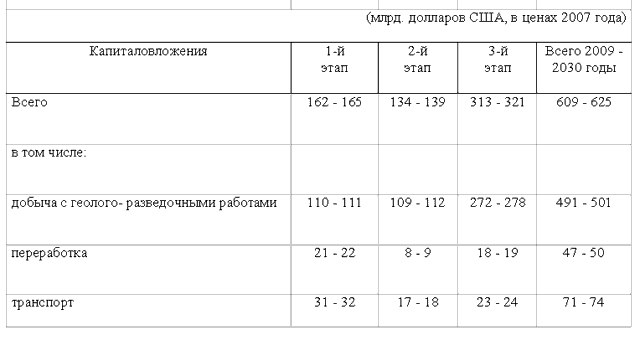 (млрд. долларов США, в ценах 2007 года)
Капиталовложения 1-й этап 2-й этап 3-й этап Всего 2009 - 2030 годы
Всего 162 - 165 134 - 139 313 - 321 609 - 625
в том числе:
добыча с геолого- разведочными работами 110 - 111 109 - 112 272 - 278 491 - 501
переработка 21 - 22 8 - 9 18 - 19 47 - 50
транспорт 31 - 32 17 - 18 23 - 24 71 - 74